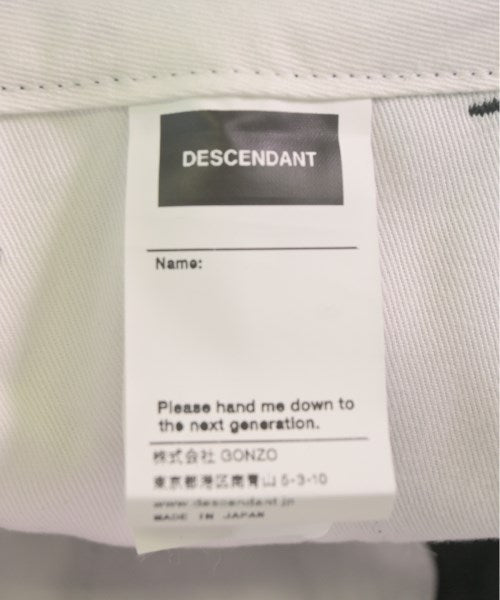 DESCENDANT
Name:
Please hand me down to
the next generation.
株式会社 GONZO
東京都港区南青山 5-3-10
www.descendant.jp
MADE IN JAPAN